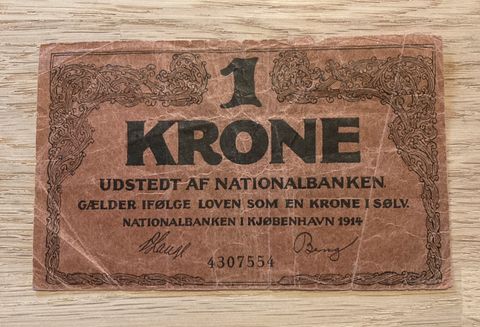 1
KRONE
UDSTEDT AF NATIONALBANKEN.
GÆLDER IFØLGE LOVEN SOM EN KRONE I SØLV.
NATIONALBANKEN I KJØBENHAVN 1914
4307554